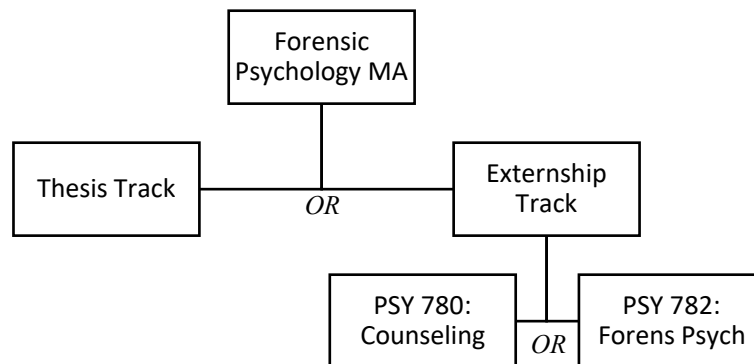 Forensic
Psychology MA
Thesis Track
Externship
Track
OR
PSY 780:
Counseling
PSY 782:
Forens Psych
OR